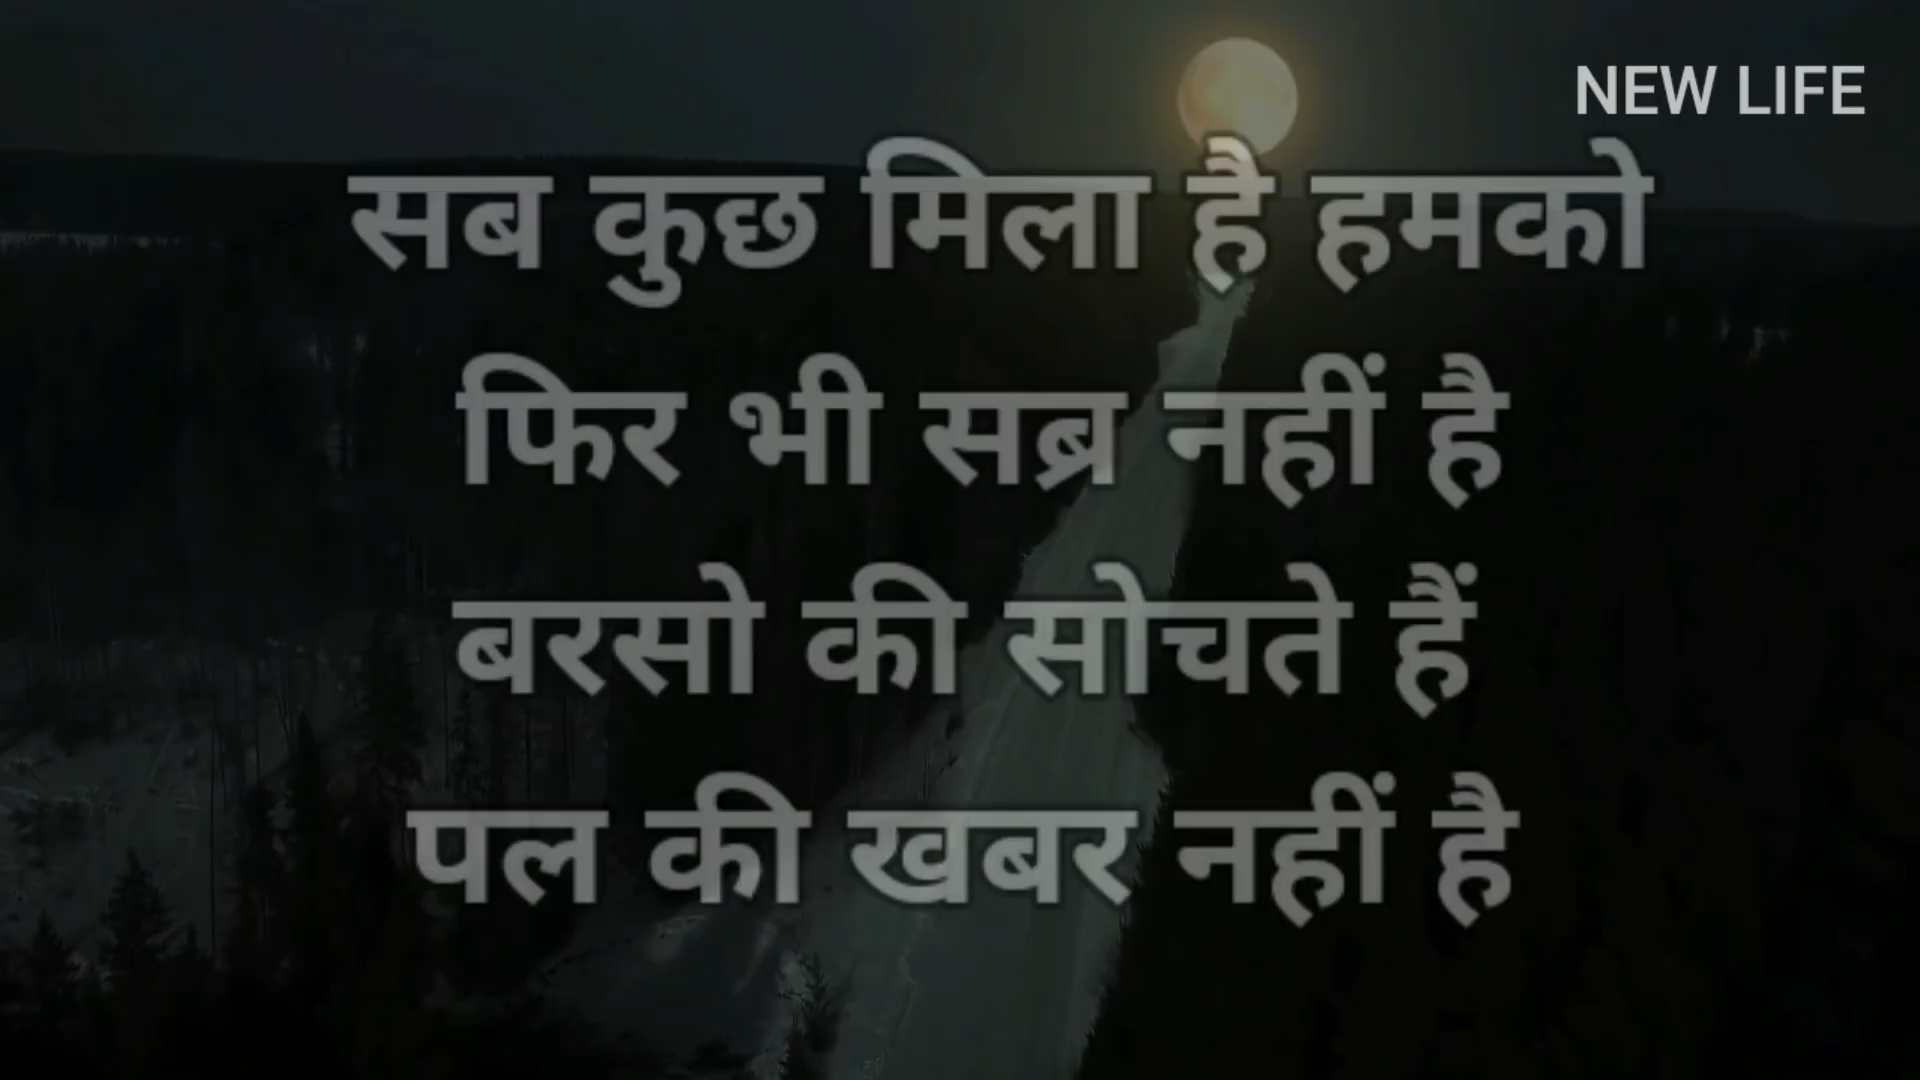 NEW LIFE
सब कुछ मिला है हमको
फिर भी सब्र नहीं है
बरसो की सोचते हैं
पल की खबर नहीं है